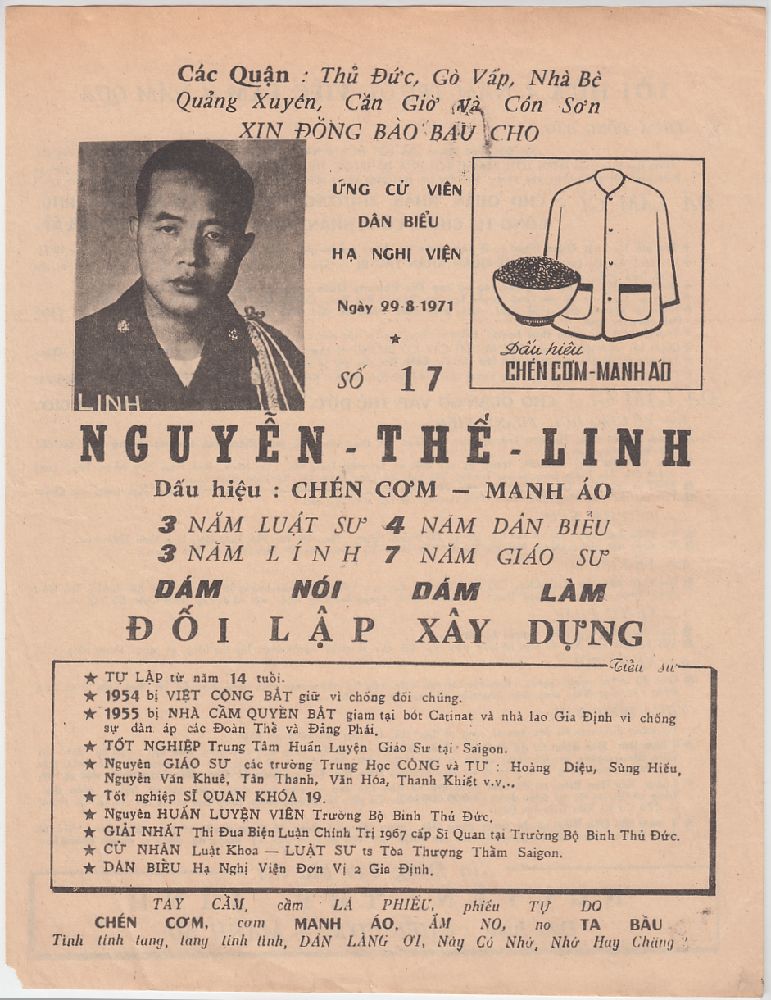 Các Quận : Thủ Đức, Gò Vấp, Nhà Bè
Quảng Xuyên, Cần Giờ và Côn Sơn
XIN ĐỒNG BÀO BẦU CHO
ỨNG CỬ VIÊN
DÂN BIỂU
HẠ NGHỊ VIỆN
Ngày 29-8-1971
★
SỐ 17
LINH
Dấu hiệu
CHÉN CƠM-MANH ÁO
NGUYỄN - THẾ - LINH
Dấu hiệu : CHÉN CƠM — MANH ÁO
3 NĂM LUẬT SƯ 4 NĂM DÂN BIỂU
3 NĂM LÍNH 7 NĂM GIÁO SƯ
DÁM NÓI DÁM LÀM
ĐỐI LẬP XÂY DỰNG
Tiểu sử
★ TỰ LẬP từ năm 14 tuổi.
★ 1954 bị VIỆT CỘNG BẮT giữ vì chống đối chúng.
★ 1955 bị NHÀ CẦM QUYỀN BẮT giam tại bót Catinat và nhà lao Gia Định vì chống
sự đàn áp các Đoàn Thể và Đảng Phái.
★ TỐT NGHIỆP Trung Tâm Huấn Luyện Giáo Sư tại Saigon.
★ Nguyên GIÁO SƯ các trường Trung Học CÔNG và TƯ : Hoàng Diệu, Sùng Hiếu,
Nguyễn Văn Khuê, Tân Thanh, Văn Hóa, Thanh Khiết v.v...
★ Tốt nghiệp SĨ QUAN KHÓA 19.
★ Nguyên HUẤN LUYỆN VIÊN Trường Bộ Binh Thủ Đức.
★ GIẢI NHẤT Thi Đua Biện Luận Chính Trị 1967 cấp Sĩ Quan tại Trường Bộ Binh Thủ Đức.
★ CỬ NHÂN Luật Khoa — LUẬT SƯ ts Tòa Thượng Thẩm Saigon.
★ DÂN BIỂU Hạ Nghị Viện Đơn Vị 2 Gia Định.
TAY CẦM, cầm LÁ PHIẾU, phiếu TỰ DO
CHÉN CƠM, cơm MANH ÁO, ẤM NO, no TA BẦU
Tình tính tang, tang tính tình, DÂN LÀNG ƠI, Này Có Nhớ, Nhớ Hay Chăng ?